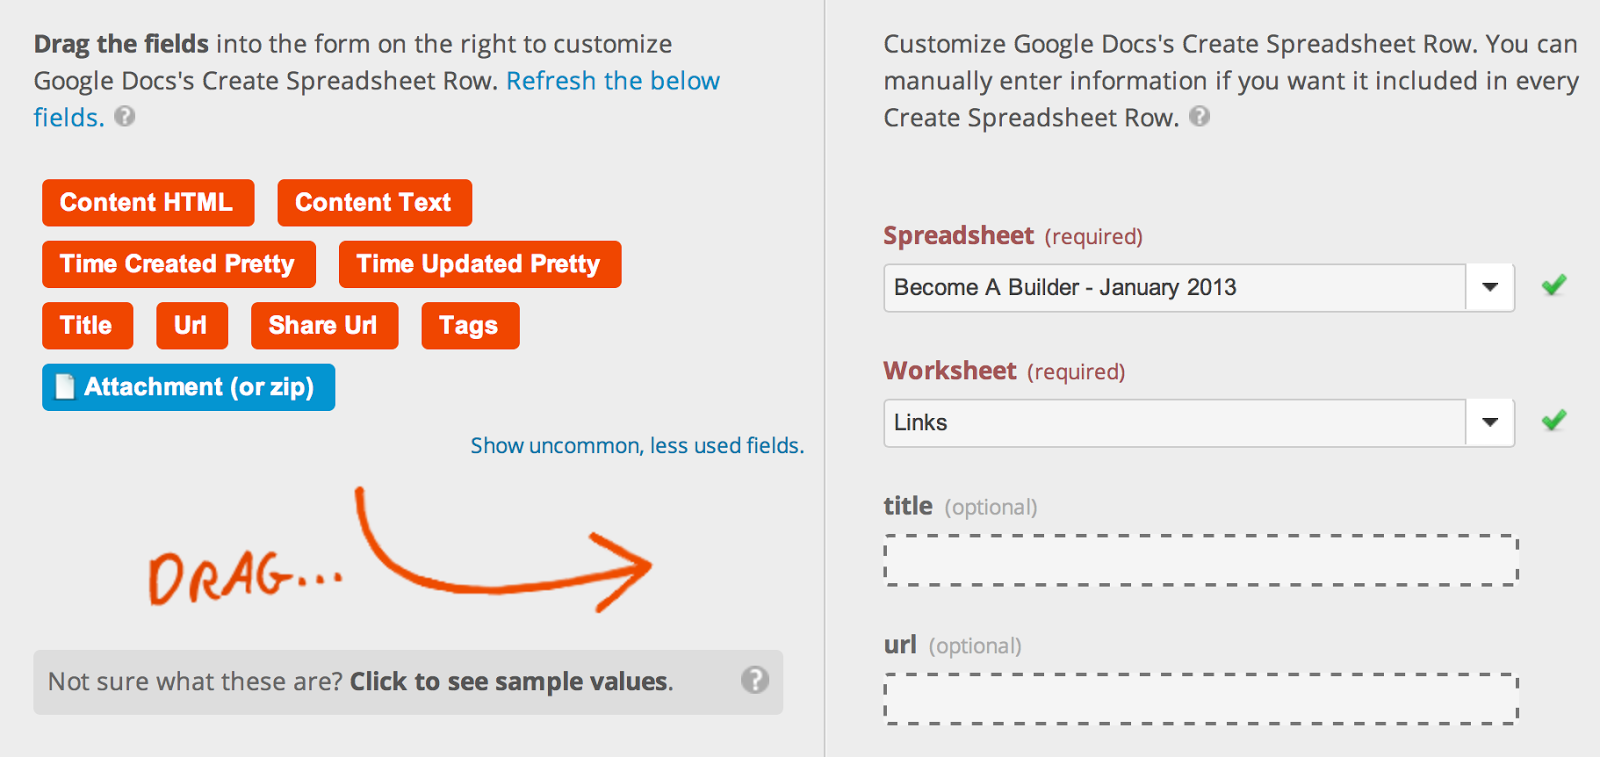 Drag the fields into the form on the right to customize
Google Docs's Create Spreadsheet Row. Refresh the below
fields. ?
Content HTML Content Text
Time Created Pretty Time Updated Pretty
Title Url Share Url Tags
Attachment (or zip)
Show uncommon, less used fields.
DRAG...
Not sure what these are? Click to see sample values. ?
Customize Google Docs's Create Spreadsheet Row. You can
manually enter information if you want it included in every
Create Spreadsheet Row. ?
Spreadsheet (required)
Become A Builder - January 2013
Worksheet (required)
Links
title (optional)
url (optional)